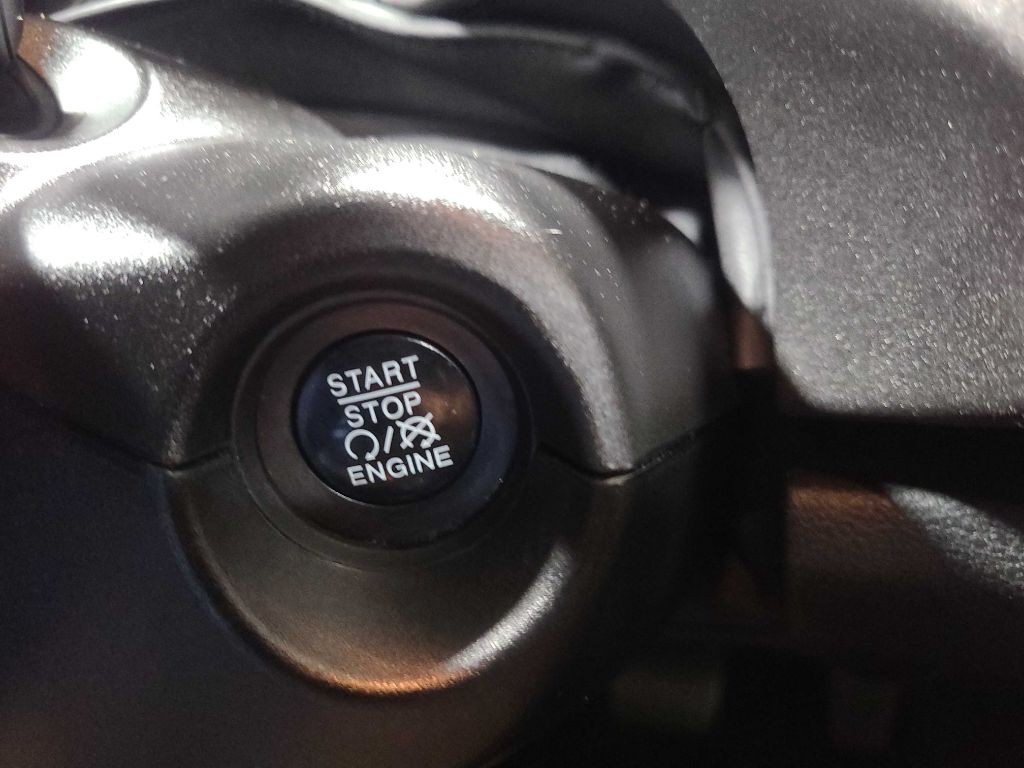 START
STOP
/
ENGINE